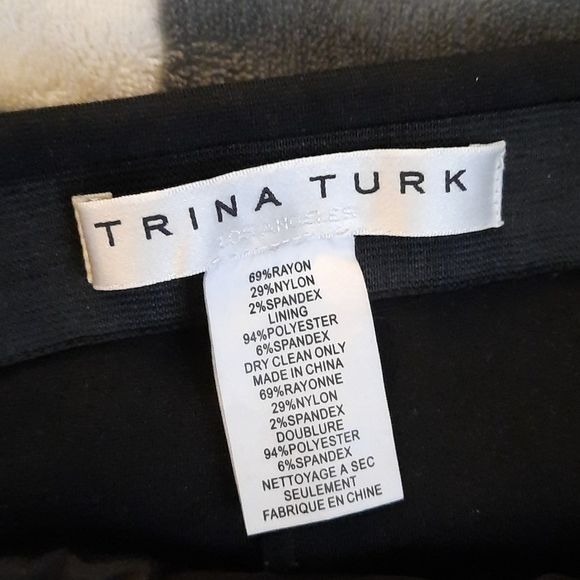 TRINA TURK
LOS ANGELES
69%RAYON
29%NYLON
2%SPANDEX
LINING
94%POLYESTER
6%SPANDEX
DRY CLEAN ONLY
MADE IN CHINA
69%RAYONNE
29%NYLON
2%SPANDEX
DOUBLURE
94%POLYESTER
6%SPANDEX
NETTOYAGE A SEC
SEULEMENT
FABRIQUE EN CHINE